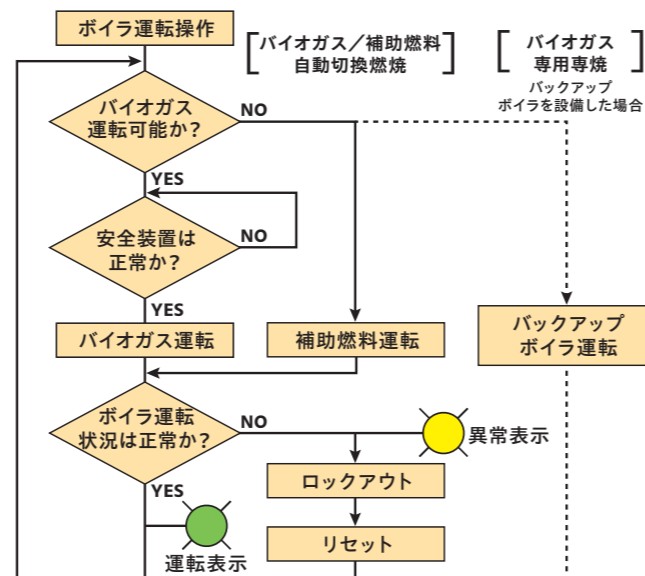 ボイラ運転操作
バイオガス／補助燃料
自動切換燃焼
バイオガス
専用専焼
バックアップ
ボイラを設備した場合
バイオガス
運転可能か？
NO
YES
安全装置は
正常か？
NO
YES
バイオガス運転
補助燃料運転
バックアップ
ボイラ運転
ボイラ運転
状況は正常か？
NO
異常表示
YES
ロックアウト
運転表示
リセット